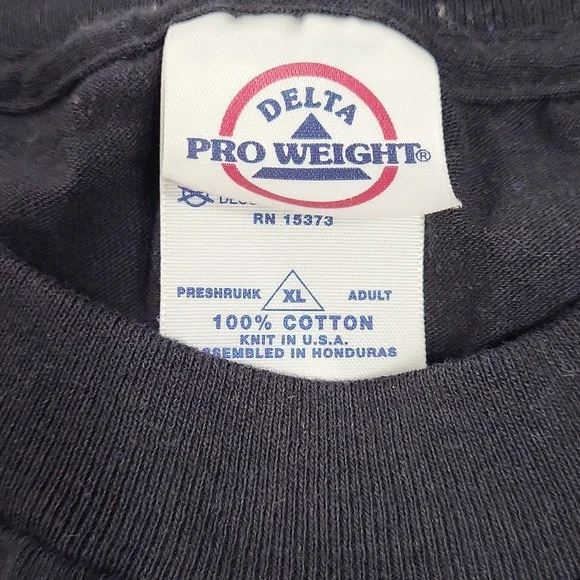 DELTA
PRO WEIGHT®
RN 15373
PRESHRUNK XL ADULT
100% COTTON
KNIT IN U.S.A.
ASSEMBLED IN HONDURAS